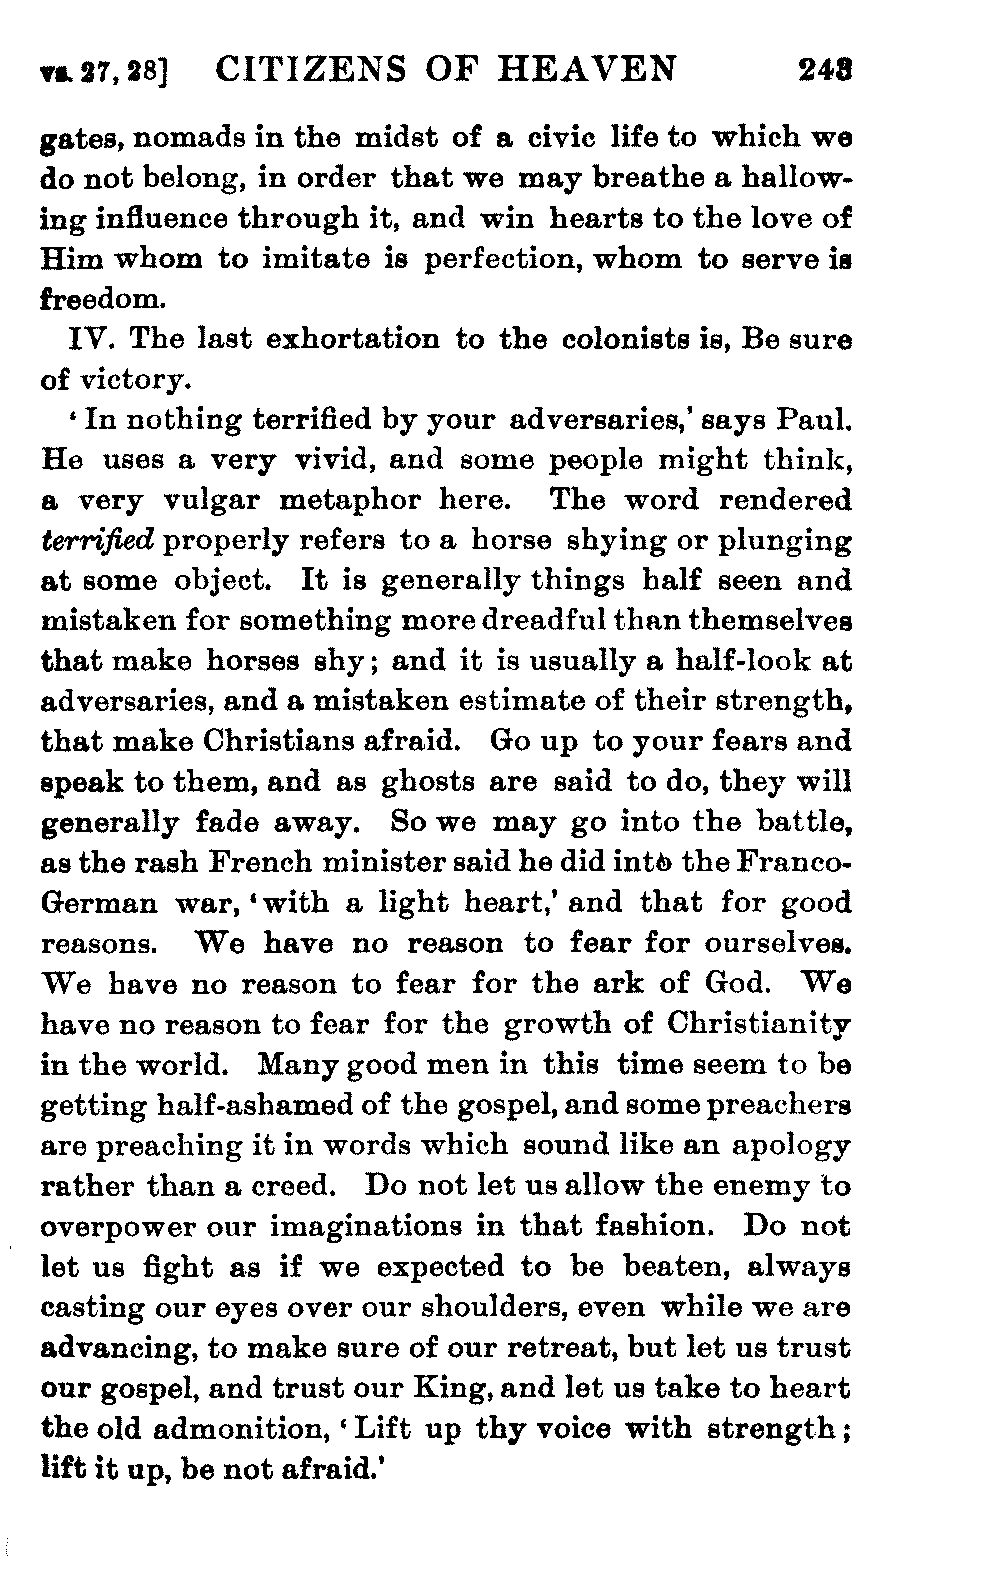 vs. 27, 28] CITIZENS OF HEAVEN 243
gates, nomads in the midst of a civic life to which we
do not belong, in order that we may breathe a hallow-
ing influence through it, and win hearts to the love of
Him whom to imitate is perfection, whom to serve is
freedom.
IV. The last exhortation to the colonists is, Be sure
of victory.
‘ In nothing terrified by your adversaries,’ says Paul.
He uses a very vivid, and some people might think,
a very vulgar metaphor here. The word rendered
terrified properly refers to a horse shying or plunging
at some object. It is generally things half seen and
mistaken for something more dreadful than themselves
that make horses shy; and it is usually a half-look at
adversaries, and a mistaken estimate of their strength,
that make Christians afraid. Go up to your fears and
speak to them, and as ghosts are said to do, they will
generally fade away. So we may go into the battle,
as the rash French minister said he did into the Franco-
German war, ‘with a light heart,’ and that for good
reasons. We have no reason to fear for ourselves.
We have no reason to fear for the ark of God. We
have no reason to fear for the growth of Christianity
in the world. Many good men in this time seem to be
getting half-ashamed of the gospel, and some preachers
are preaching it in words which sound like an apology
rather than a creed. Do not let us allow the enemy to
overpower our imaginations in that fashion. Do not
let us fight as if we expected to be beaten, always
casting our eyes over our shoulders, even while we are
advancing, to make sure of our retreat, but let us trust
our gospel, and trust our King, and let us take to heart
the old admonition, ‘ Lift up thy voice with strength;
lift it up, be not afraid.’